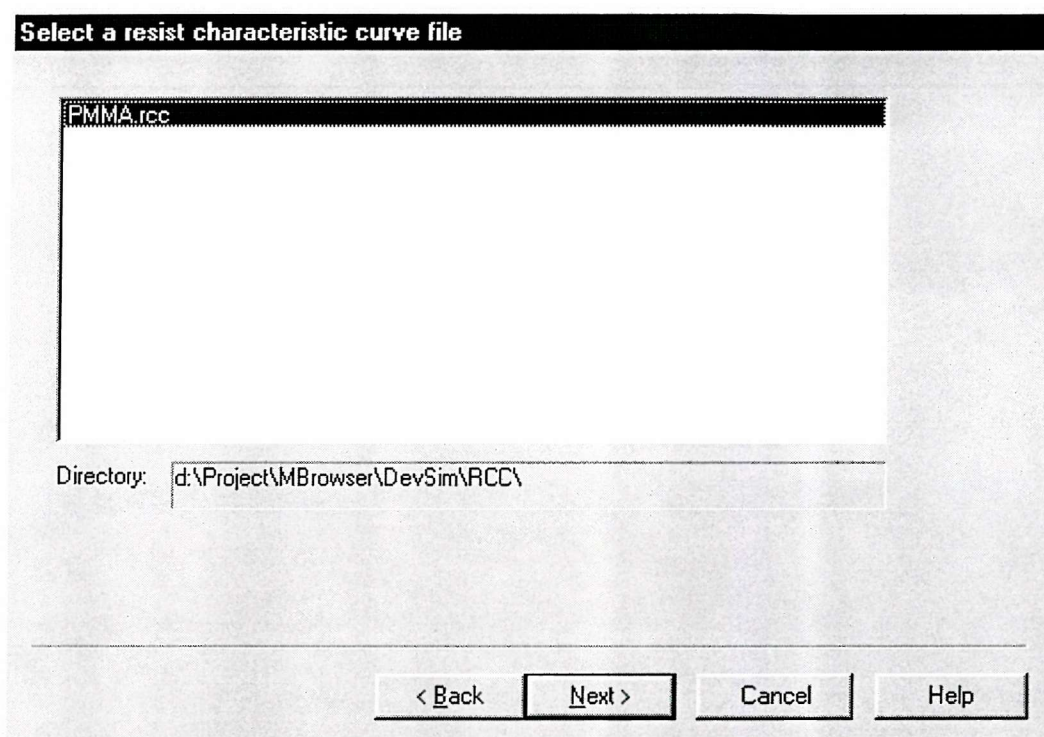 Select a resist characteristic curve file
PMMA.rcc
Directory: d:\Project\MBrowser\DevSim\RCC\
< Back Next > Cancel Help